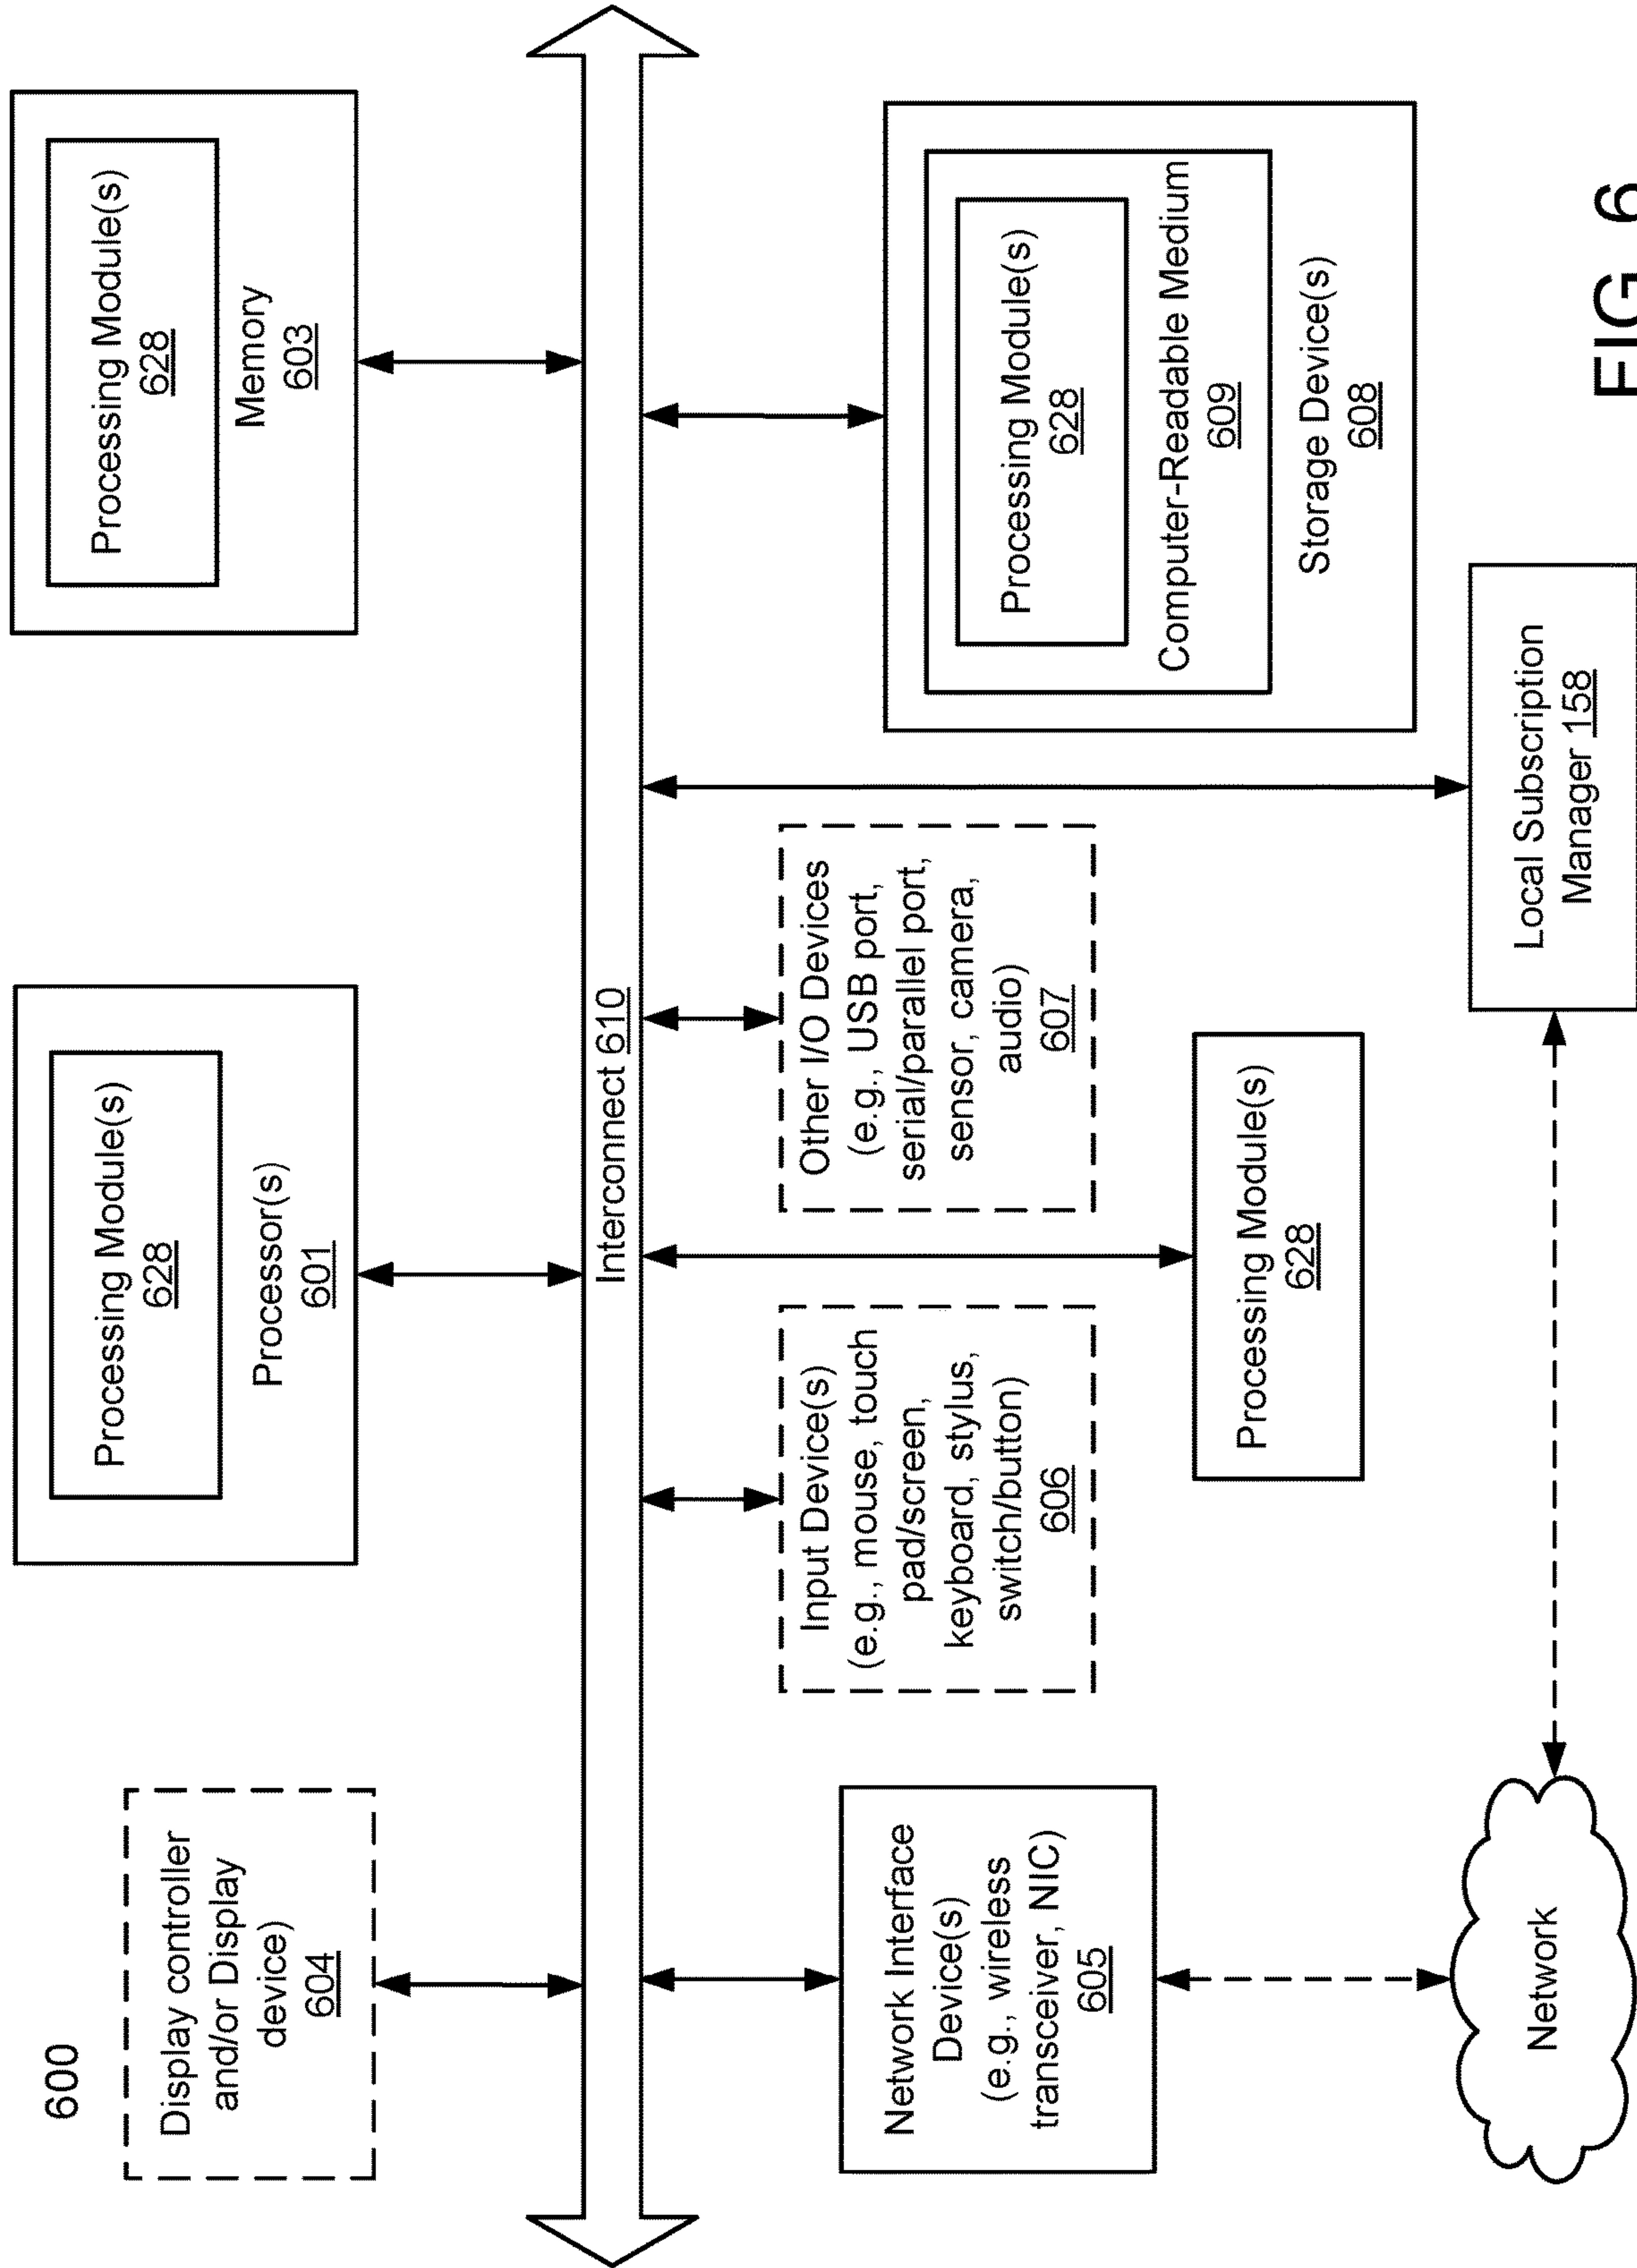 600
Display controller
and/or Display
device)
604
Processing Module(s)
628
Processor(s)
601
Processing Module(s)
628
Memory
603
Interconnect 610
Network Interface
Device(s)
(e.g., wireless
transceiver, NIC)
605
Input Device(s)
(e.g., mouse, touch
pad/screen,
keyboard, stylus,
switch/button)
606
Other I/O Devices
(e.g., USB port,
serial/parallel port,
sensor, camera,
audio)
607
Processing Module(s)
628
Computer-Readable Medium
609
Storage Device(s)
608
Processing Module(s)
628
Network
Local Subscription
Manager 158
FIG. 6